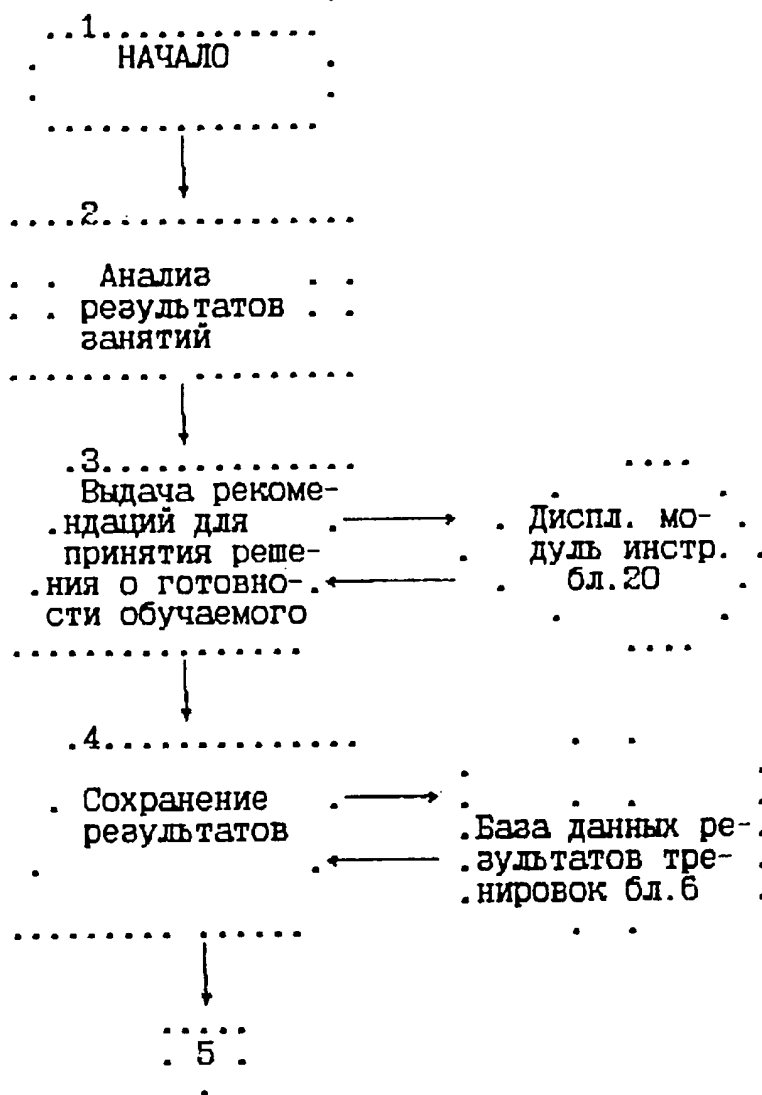 1
НАЧАЛО
2
Анализ
результатов
занятий
3
Выдача рекоме-
ндаций для
принятия реше-
ния о готовно-
сти обучаемого
Диспл. мо-
дуль инстр.
бл.20
4
Сохранение
результатов
База данных ре-
зультатов тре-
нировок бл.6
5